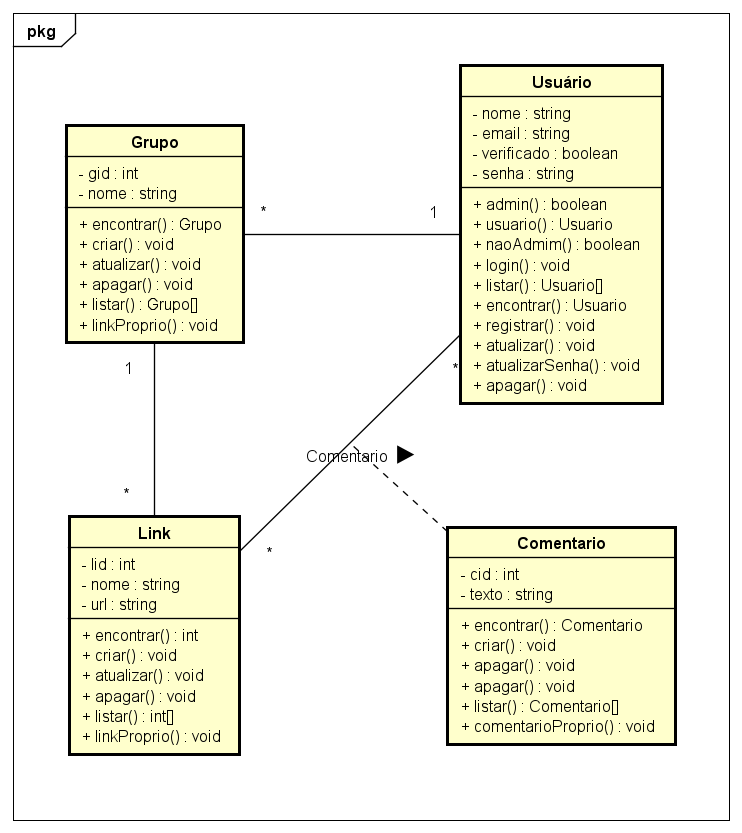 pkg
Usuário
- nome : string
- email : string
- verificado : boolean
- senha : string
+ admin() : boolean
+ usuario() : Usuario
+ naoAdmim() : boolean
+ login() : void
+ listar() : Usuario[]
+ encontrar() : Usuario
+ registrar() : void
+ atualizar() : void
+ atualizarSenha() : void
+ apagar() : void
Grupo
- gid : int
- nome : string
+ encontrar() : Grupo
+ criar() : void
+ atualizar() : void
+ apagar() : void
+ listar() : Grupo[]
+ linkProprio() : void
*
1
1
*
*
Comentario
*
Link
- lid : int
- nome : string
- url : string
+ encontrar() : int
+ criar() : void
+ atualizar() : void
+ apagar() : void
+ listar() : int[]
+ linkProprio() : void
Comentario
- cid : int
- texto : string
+ encontrar() : Comentario
+ criar() : void
+ apagar() : void
+ apagar() : void
+ listar() : Comentario[]
+ comentarioProprio() : void